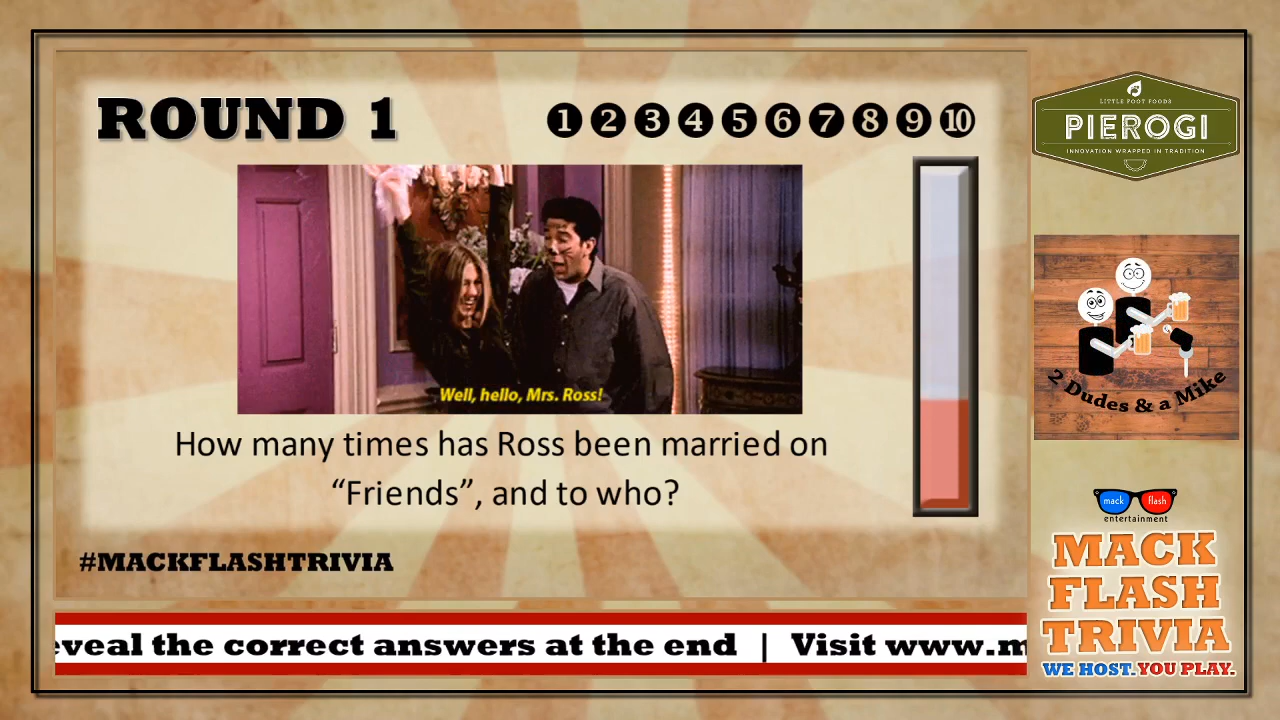 ROUND 1
1 2 3 4 5 6 7 8 9 10
Well, hello, Mrs. Ross!
How many times has Ross been married on
“Friends”, and to who?
#MACKFLASHTRIVIA
eveal the correct answers at the end | Visit www.m
LITTLE FOOT FOODS
PIEROGI
INNOVATION WRAPPED IN TRADITION
2 Dudes & a Mike
mack flash
entertainment
MACK
FLASH
TRIVIA
WE HOST. YOU PLAY.